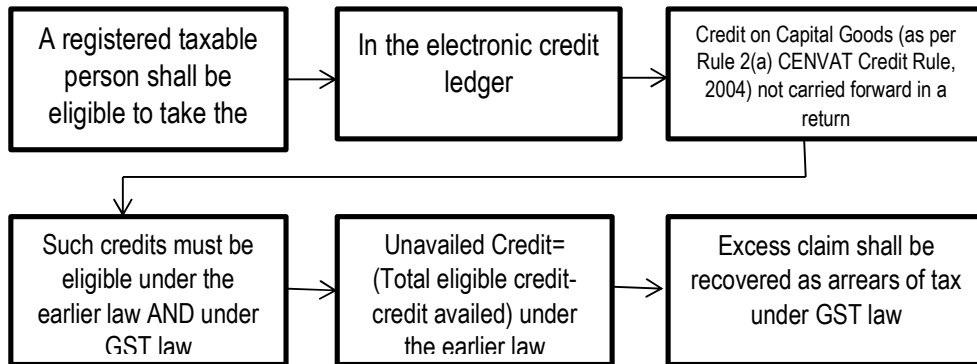 A registered taxable
person shall be
eligible to take the
In the electronic credit
ledger
Credit on Capital Goods (as per
Rule 2(a) CENVAT Credit Rule,
2004) not carried forward in a
return
Such credits must be
eligible under the
earlier law AND under
GST law
Unavailed Credit=
(Total eligible credit-
credit availed) under
the earlier law
Excess claim shall be
recovered as arrears of tax
under GST law